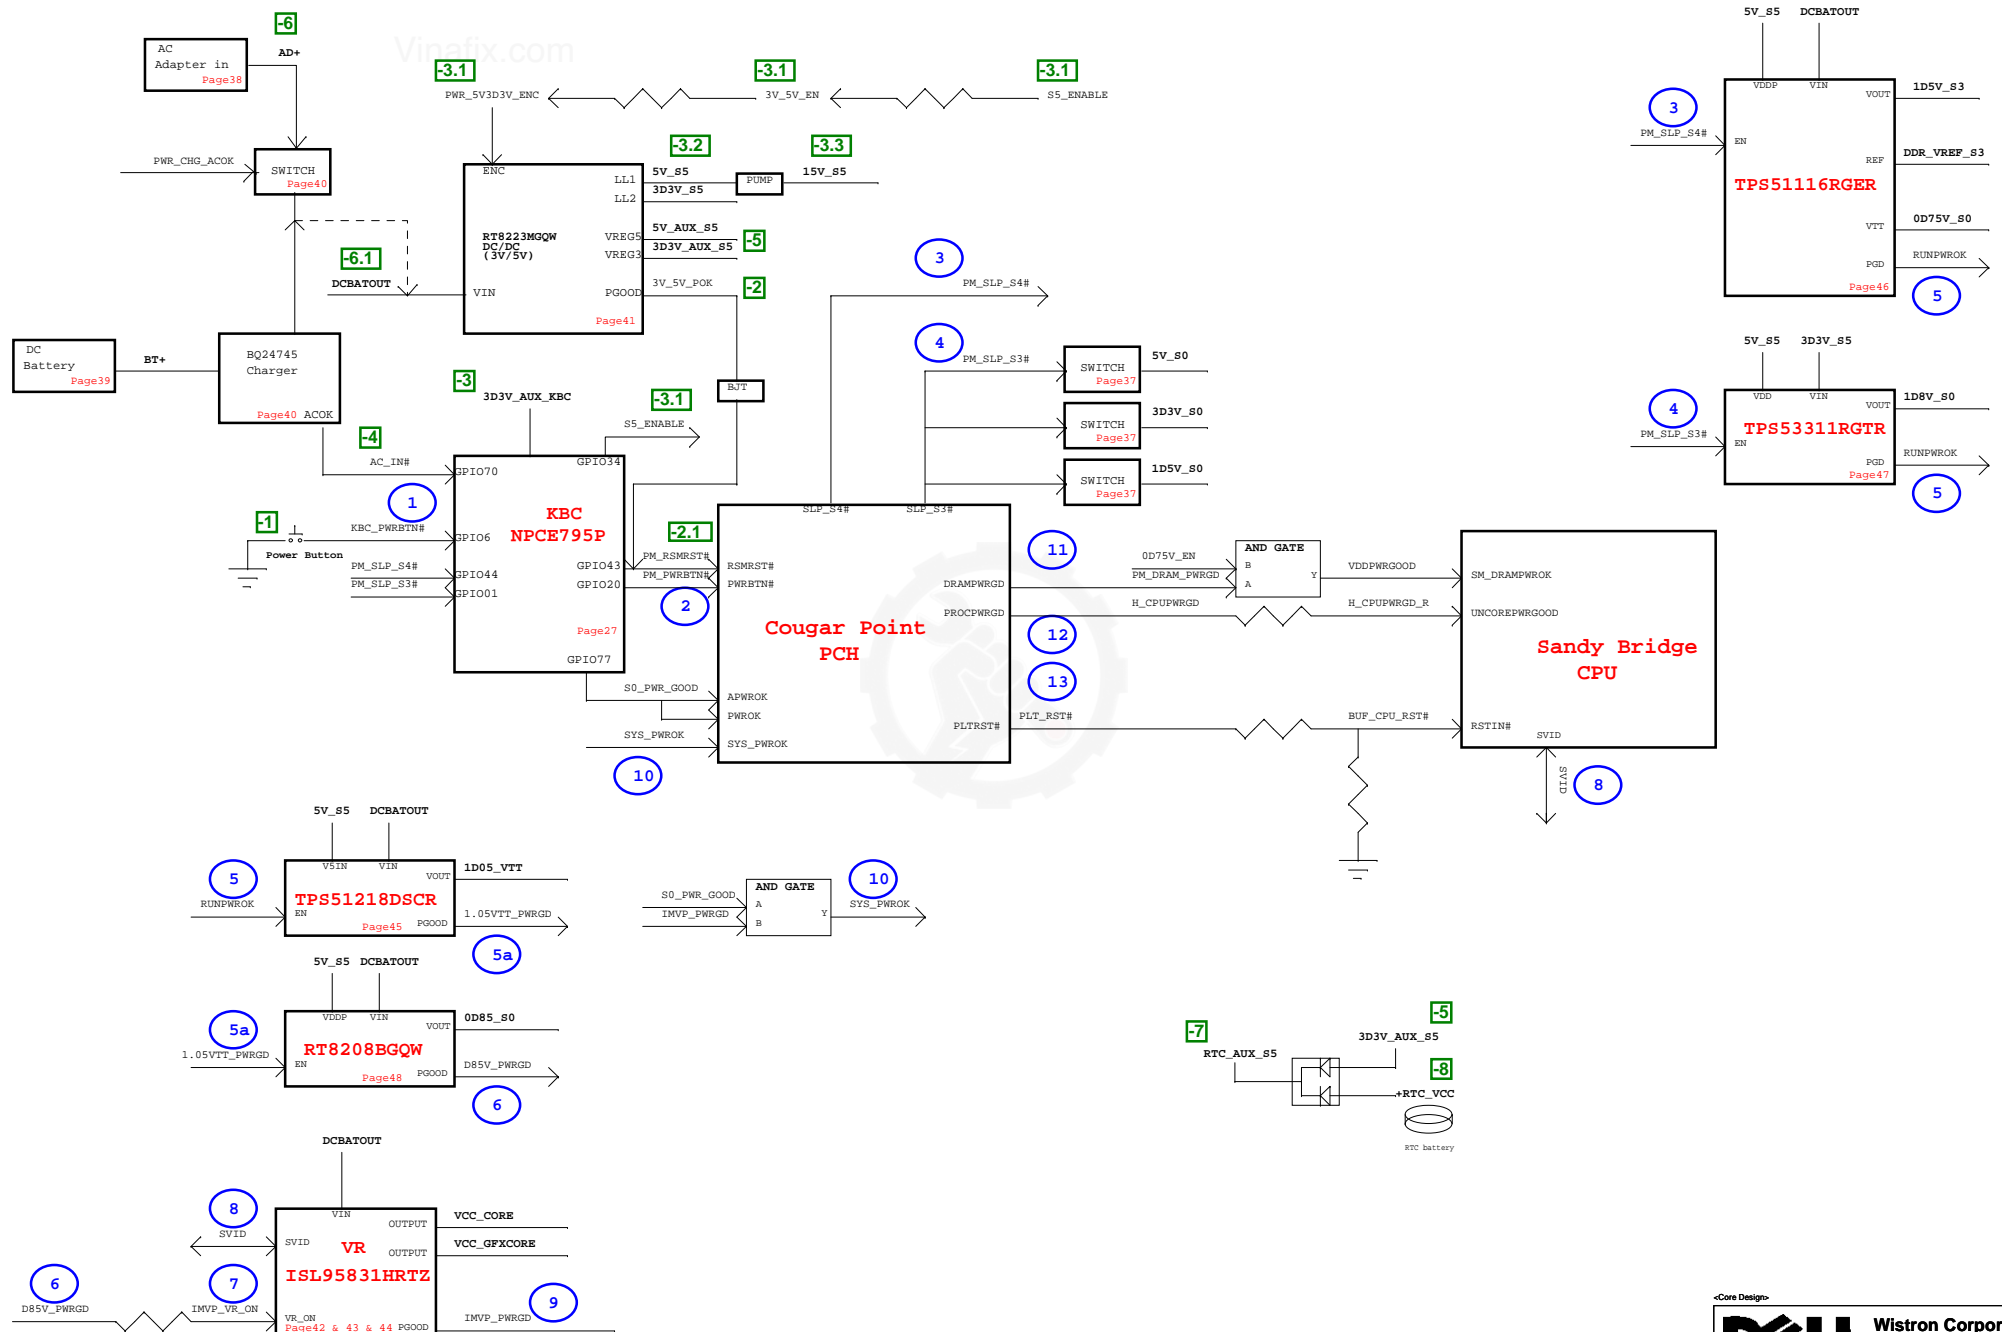 Vinafix.com
-6
AC
Adapter in
Page38
AD+
PWR_CHG_ACOK
SWITCH
Page40
-6.1
DCBATOUT
DC
Battery
Page39
BT+
BQ24745
Charger
Page40 ACOK
-4
AC_IN#
-3.1
PWR_5V3D3V_ENC
-3.1
3V_5V_EN
-3.1
S5_ENABLE
ENC
RT8223MGQW
DC/DC
(3V/5V)
VIN
LL1
LL2
VREG5
VREG3
PGOOD
Page41
-3.2
5V_S5
3D3V_S5
PUMP
-3.3
15V_S5
5V_AUX_S5
3D3V_AUX_S5
-5
3V_5V_POK
-2
BJT
-3
3D3V_AUX_KBC
-3.1
S5_ENABLE
1
-1
KBC_PWRBTN#
Power Button
PM_SLP_S4#
PM_SLP_S3#
GPIO70
GPIO34
KBC
NPCE795P
GPIO6
GPIO44
GPIO01
GPIO43
GPIO20
Page27
GPIO77
-2.1
PM_RSMRST#
PM_PWRBTN#
2
S0_PWR_GOOD
SYS_PWROK
10
3
PM_SLP_S4#
4
PM_SLP_S3#
SWITCH
Page37
5V_S0
SWITCH
Page37
3D3V_S0
SWITCH
Page37
1D5V_S0
SLP_S4#
SLP_S3#
RSMRST#
PWRBTN#
Cougar Point
PCH
APWROK
PWROK
SYS_PWROK
DRAMPWRGD
PROCPWRGD
PLTRST#
11
12
13
0D75V_EN
PM_DRAM_PWRGD
AND GATE
B
A
Y
VDDPWRGOOD
H_CPUPWRGD
H_CPUPWRGD_R
PLT_RST#
BUF_CPU_RST#
SM_DRAMPWROK
UNCOREPWRGOOD
Sandy Bridge
CPU
RSTIN#
SVID
SVID
8
5V_S5
DCBATOUT
3
PM_SLP_S4#
VDDP
VIN
VOUT
EN
REF
TPS51116RGER
VTT
PGD
Page46
1D5V_S3
DDR_VREF_S3
0D75V_S0
RUNPWROK
5
5V_S5
3D3V_S5
4
PM_SLP_S3#
VDD
VIN
VOUT
TPS53311RGTR
EN
PGD
Page47
1D8V_S0
RUNPWROK
5
5V_S5
DCBATOUT
5
RUNPWROK
V5IN
VIN
VOUT
TPS51218DSCR
EN
Page45
PGOOD
1D05_VTT
1.05VTT_PWRGD
5a
S0_PWR_GOOD
IMVP_PWRGD
AND GATE
A
B
Y
10
SYS_PWROK
5V_S5
DCBATOUT
5a
1.05VTT_PWRGD
VDDP
VIN
VOUT
RT8208BGQW
EN
Page48
PGOOD
0D85_S0
D85V_PWRGD
6
-7
RTC_AUX_S5
-5
3D3V_AUX_S5
-8
+RTC_VCC
RTC battery
DCBATOUT
8
SVID
6
D85V_PWRGD
7
IMVP_VR_ON
VIN
OUTPUT
SVID
VR
OUTPUT
ISL95831HRTZ
VR_ON
Page42 & 43 & 44
PGOOD
VCC_CORE
VCC_GFXCORE
9
IMVP_PWRGD
<Core Design>
Wistron Corpor